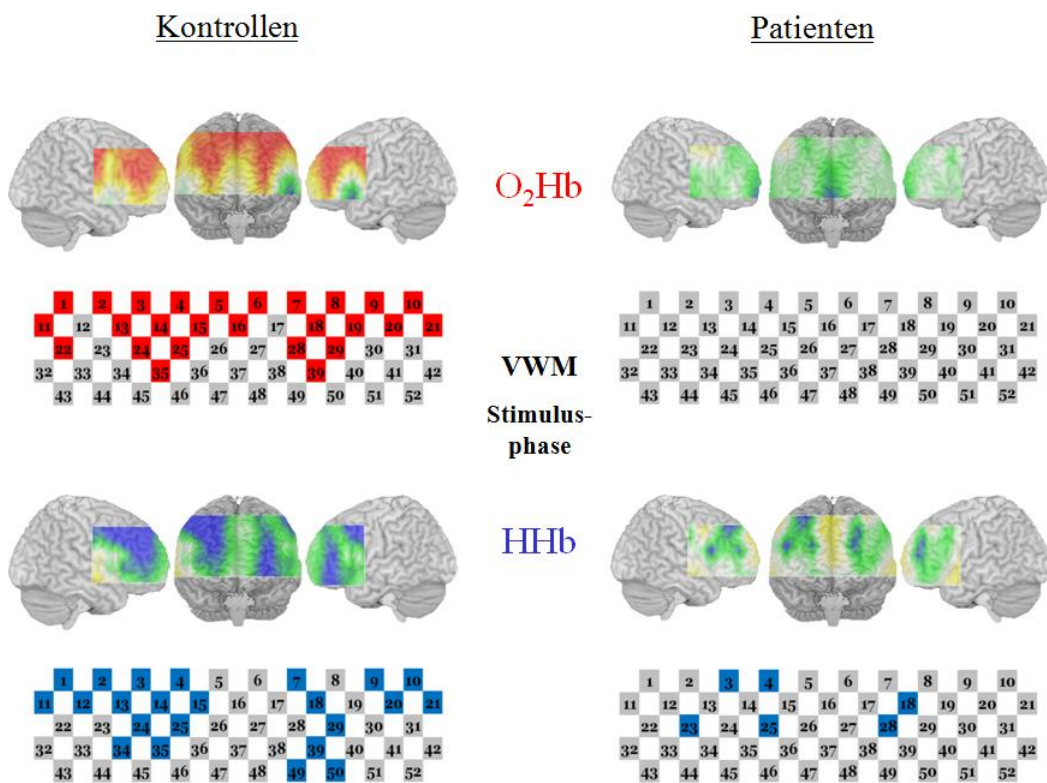 Kontrollen
Patienten
O₂Hb
1 2 3 4 5 6 7 8 9 10
11 12 13 14 15 16 17 18 19 20 21
22 23 24 25 26 27 28 29 30 31
32 33 34 35 36 37 38 39 40 41 42
43 44 45 46 47 48 49 50 51 52
1 2 3 4 5 6 7 8 9 10
11 12 13 14 15 16 17 18 19 20 21
22 23 24 25 26 27 28 29 30 31
32 33 34 35 36 37 38 39 40 41 42
43 44 45 46 47 48 49 50 51 52
VWM
Stimulus-
phase
HHb
1 2 3 4 5 6 7 8 9 10
11 12 13 14 15 16 17 18 19 20 21
22 23 24 25 26 27 28 29 30 31
32 33 34 35 36 37 38 39 40 41 42
43 44 45 46 47 48 49 50 51 52
1 2 3 4 5 6 7 8 9 10
11 12 13 14 15 16 17 18 19 20 21
22 23 24 25 26 27 28 29 30 31
32 33 34 35 36 37 38 39 40 41 42
43 44 45 46 47 48 49 50 51 52